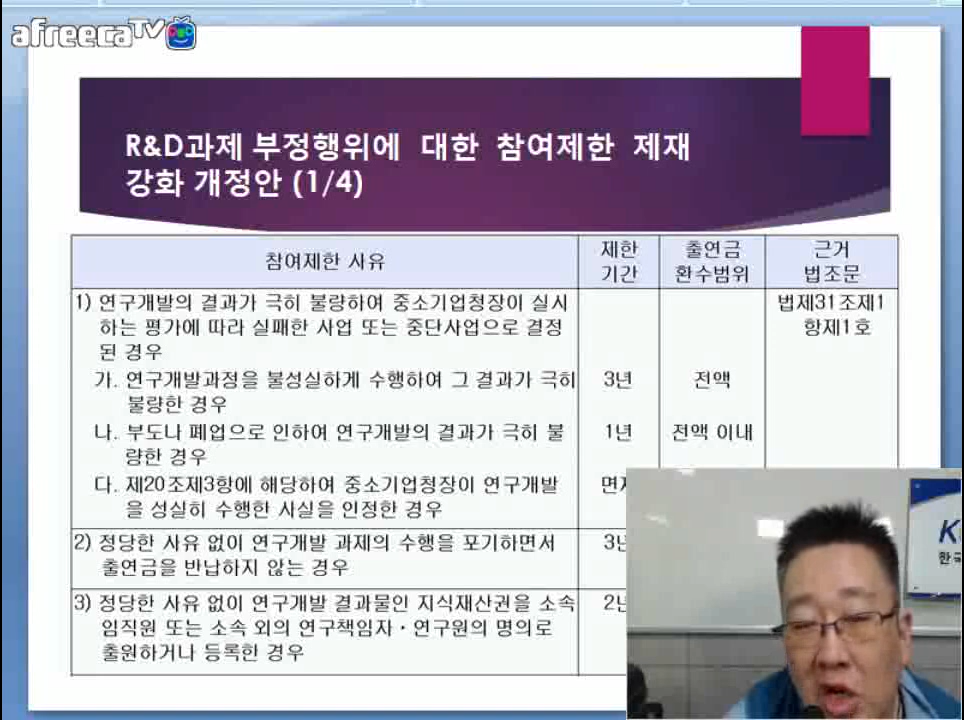 afreecaTV
R&D과제 부정행위에 대한 참여제한 제재
강화 개정안 (1/4)
참여제한 사유
제한
기간
출연금
환수범위
근거
법조문
1) 연구개발의 결과가 극히 불량하여 중소기업청장이 실시
하는 평가에 따라 실패한 사업 또는 중단사업으로 결정
된 경우
법제31조제1
항제1호
가. 연구개발과정을 불성실하게 수행하여 그 결과가 극히
불량한 경우
3년
전액
나. 부도나 폐업으로 인하여 연구개발의 결과가 극히 불
량한 경우
1년
전액 이내
다. 제20조제3항에 해당하여 중소기업청장이 연구개발
을 성실히 수행한 사실을 인정한 경우
2) 정당한 사유 없이 연구개발 과제의 수행을 포기하면서
출연금을 반납하지 않는 경우
3년
3) 정당한 사유 없이 연구개발 결과물인 지식재산권을 소속
임직원 또는 소속 외의 연구책임자·연구원의 명의로
출원하거나 등록한 경우
2년
한국